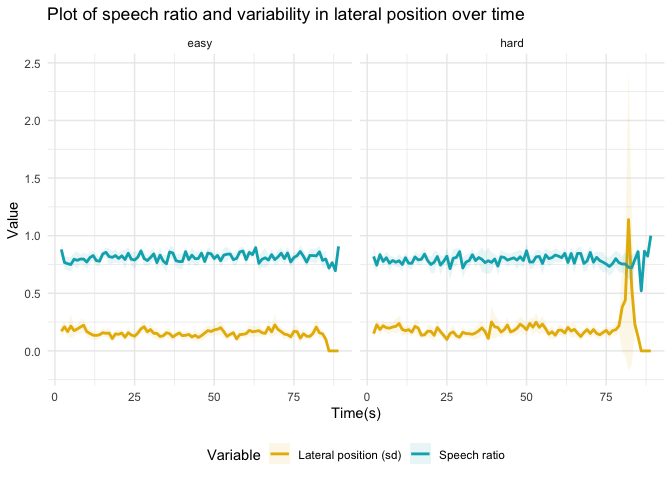 Plot of speech ratio and variability in lateral position over time
easy hard
2.5
2.0
1.5
1.0
0.5
0.0
Value
0 25 50 75 0 25 50 75
Time(s)
Variable Lateral position (sd) Speech ratio